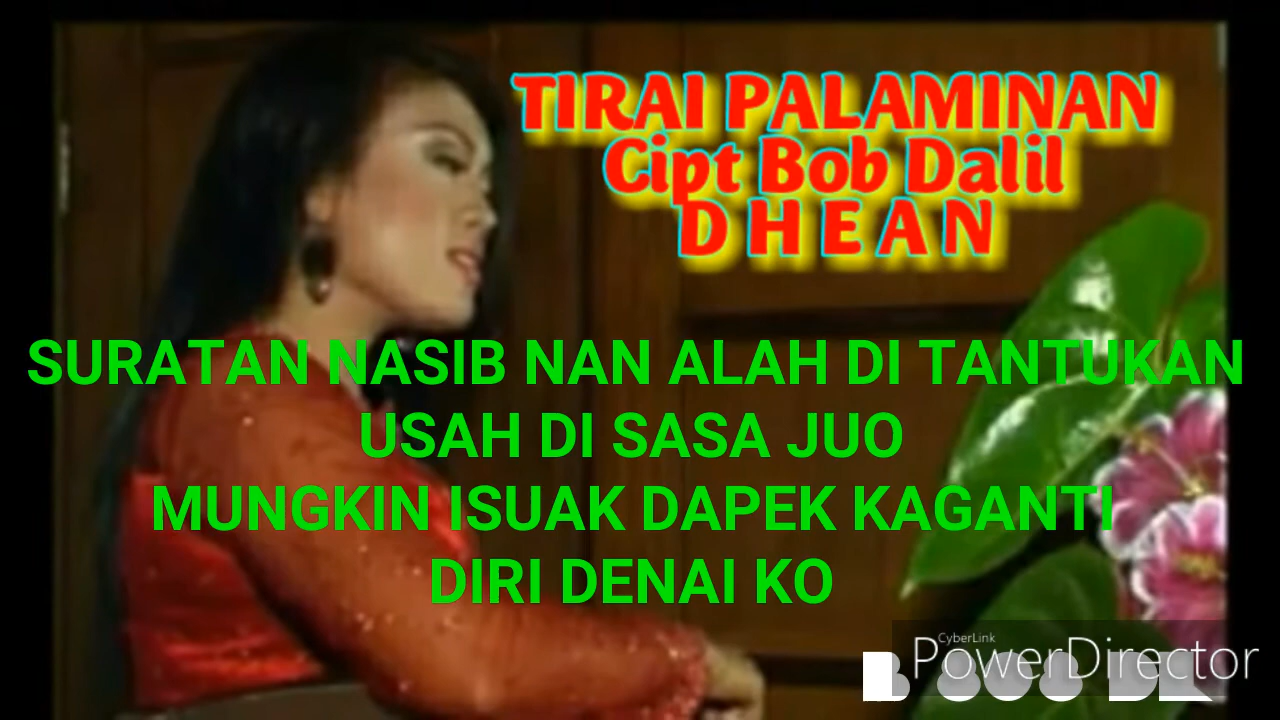 TIRAI PALAMINAN
Cipt Bob Dalil
DHEAN
SURATAN NASIB NAN ALAH DI TANTUKAN
USAH DI SASA JUO
MUNGKIN ISUAK DAPEK KAGANTI
DIRI DENAI KO
CyberLink
PowerDirector